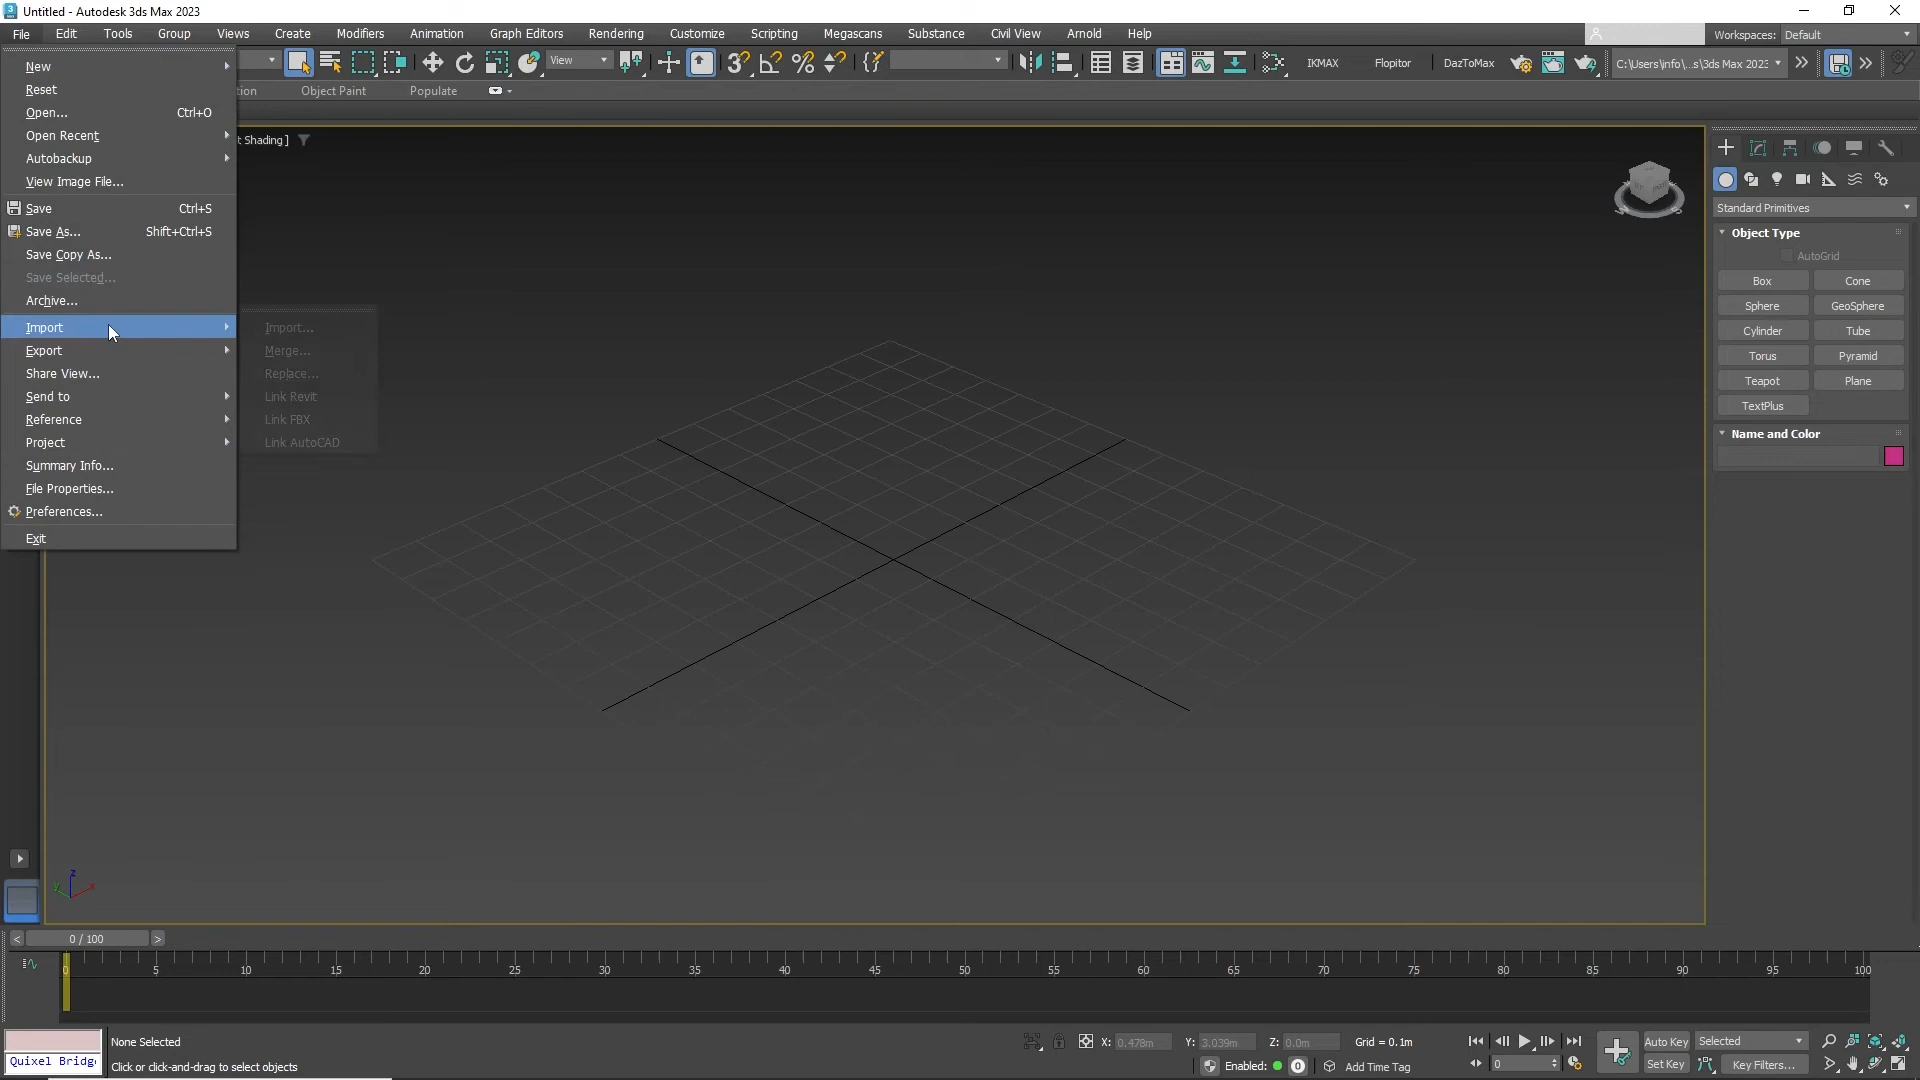 Untitled - Autodesk 3ds Max 2023
File Edit Tools Group Views Create Modifiers Animation Graph Editors Rendering Customize Scripting Megascans Substance Civil View Arnold Help
Workspaces: Default
View
IKMAX Flopitor DazToMax
C:\Users\info\...s\3ds Max 2023
tion Object Paint Populate
t Shading ]
New
Reset
Open... Ctrl+O
Open Recent
Autobackup
View Image File...
Save Ctrl+S
Save As... Shift+Ctrl+S
Save Copy As...
Save Selected...
Archive...
Import
Export
Share View...
Send to
Reference
Project
Summary Info...
File Properties...
Preferences...
Exit
Import...
Merge...
Replace...
Link Revit
Link FBX
Link AutoCAD
Standard Primitives
Object Type
AutoGrid
Box Cone
Sphere GeoSphere
Cylinder Tube
Torus Pyramid
Teapot Plane
TextPlus
Name and Color
z
y x
< 0 / 100 >
0 5 10 15 20 25 30 35 40 45 50 55 60 65 70 75 80 85 90 95 100
None Selected
X: 0.478m Y: 3.039m Z: 0.0m Grid = 0.1m
Auto Key Selected
Quixel Bridg
Click or click-and-drag to select objects
Enabled: 0 Add Time Tag
0
Set Key Key Filters...